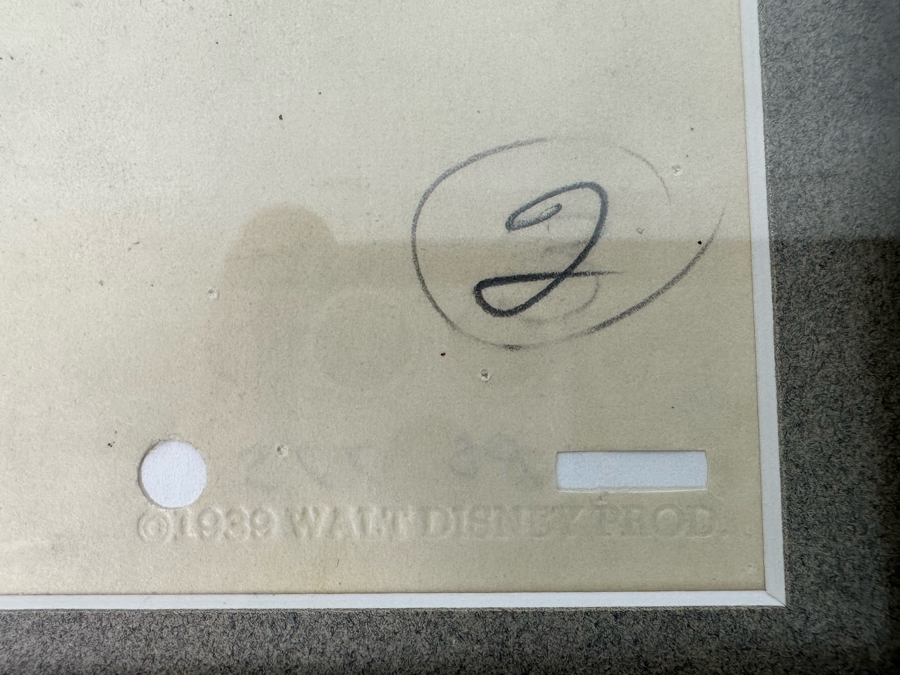 2
©1939 WALT DISNEY PROD.